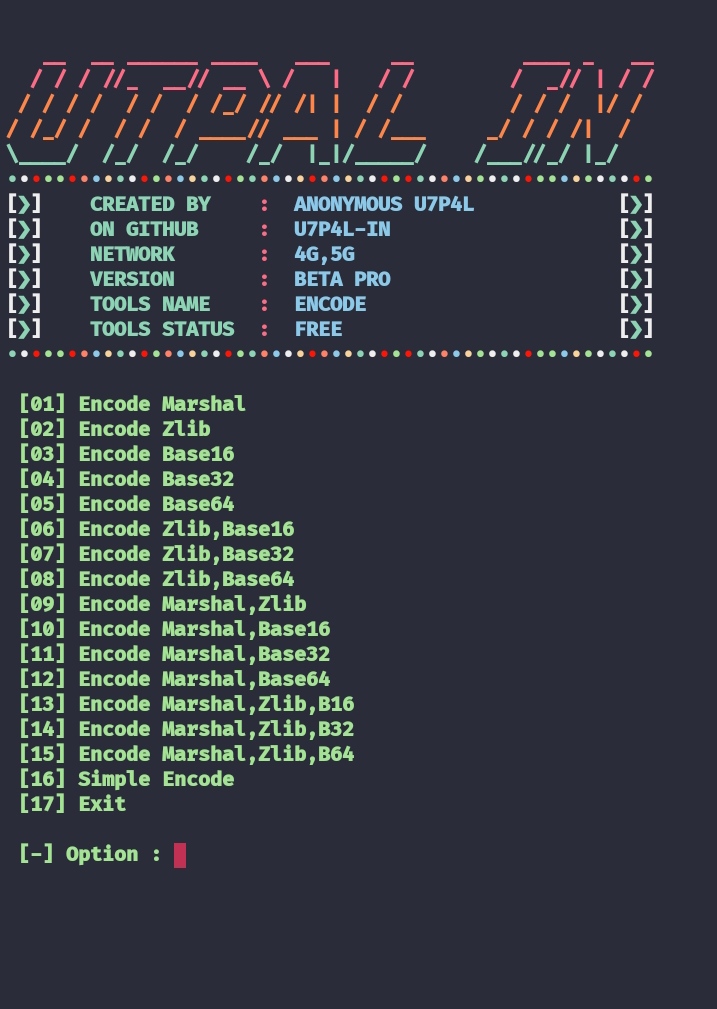 UTPAL IN
[❯] CREATED BY : ANONYMOUS U7P4L [❯]
[❯] ON GITHUB : U7P4L-IN [❯]
[❯] NETWORK : 4G,5G [❯]
[❯] VERSION : BETA PRO [❯]
[❯] TOOLS NAME : ENCODE [❯]
[❯] TOOLS STATUS : FREE [❯]
[01] Encode Marshal
[02] Encode Zlib
[03] Encode Base16
[04] Encode Base32
[05] Encode Base64
[06] Encode Zlib,Base16
[07] Encode Zlib,Base32
[08] Encode Zlib,Base64
[09] Encode Marshal,Zlib
[10] Encode Marshal,Base16
[11] Encode Marshal,Base32
[12] Encode Marshal,Base64
[13] Encode Marshal,Zlib,B16
[14] Encode Marshal,Zlib,B32
[15] Encode Marshal,Zlib,B64
[16] Simple Encode
[17] Exit
[-] Option :